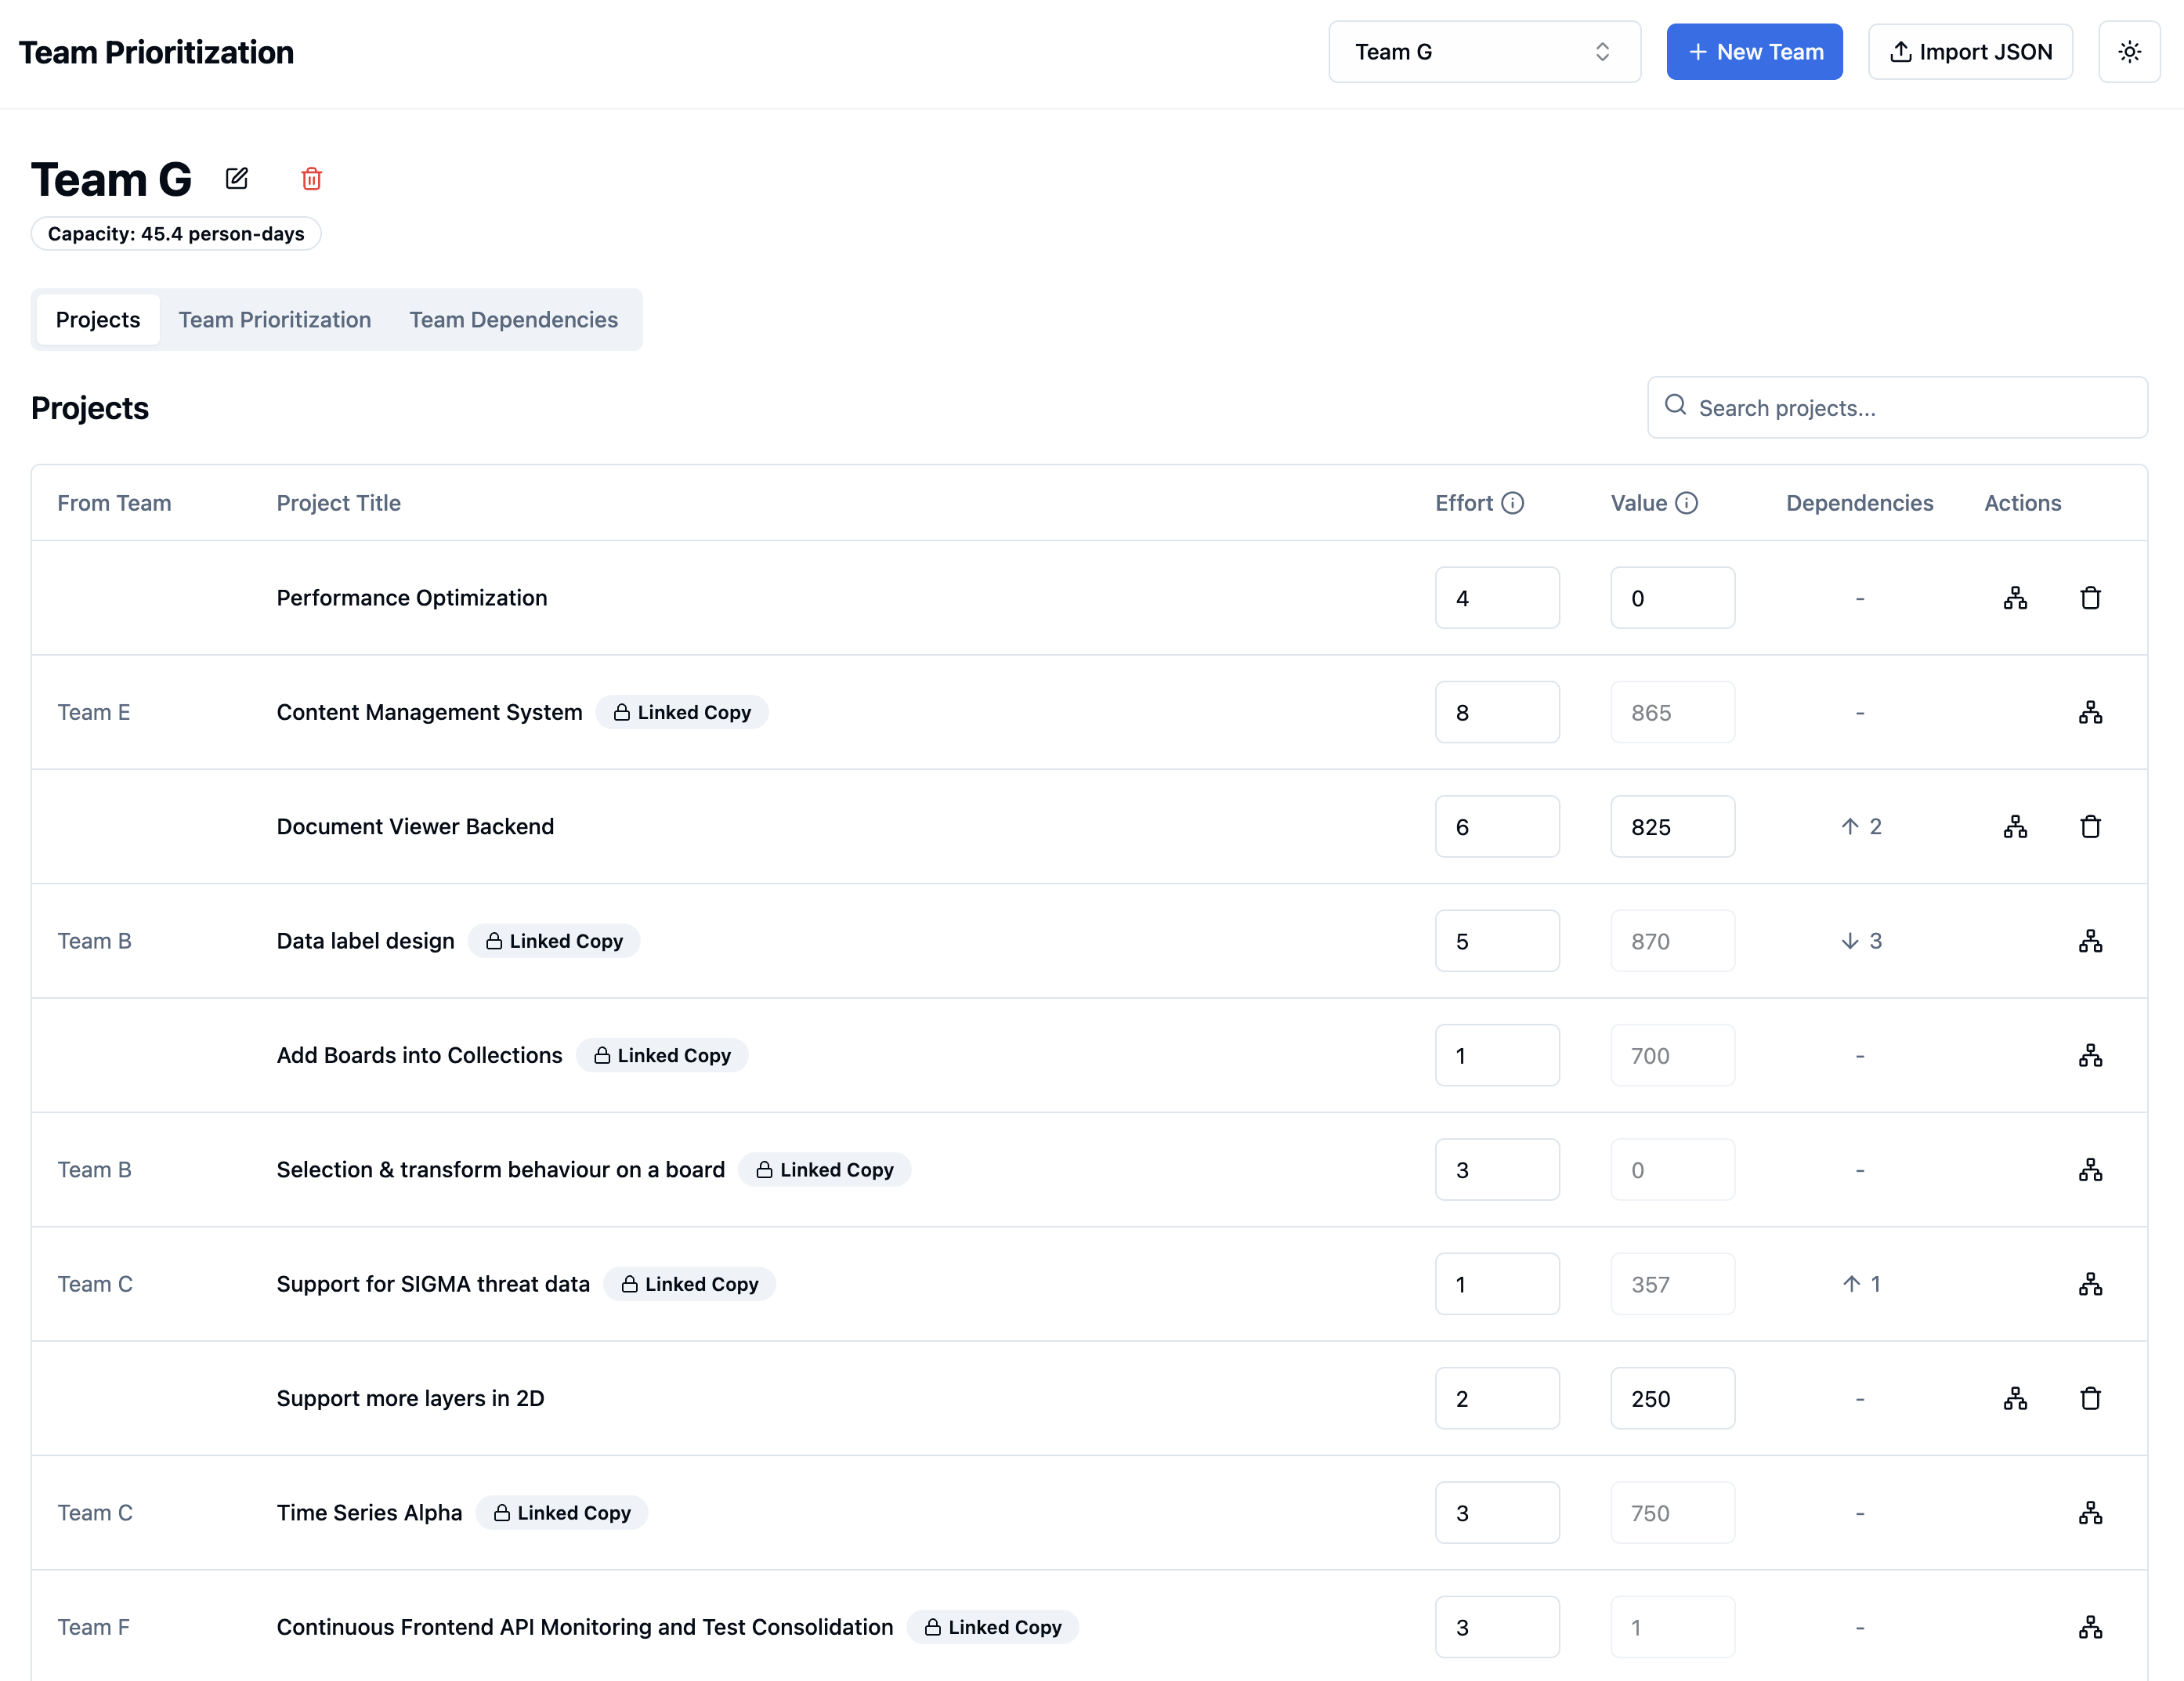 Team Prioritization
Team G
New Team
Import JSON
Team G
Capacity: 45.4 person-days
Projects
Team Prioritization
Team Dependencies
Projects
Search projects...
From Team Project Title Effort Value Dependencies Actions
Performance Optimization 4 0 -
Team E Content Management System Linked Copy 8 865 -
Document Viewer Backend 6 825 ↑ 2
Team B Data label design Linked Copy 5 870 ↓ 3
Add Boards into Collections Linked Copy 1 700 -
Team B Selection & transform behaviour on a board Linked Copy 3 0 -
Team C Support for SIGMA threat data Linked Copy 1 357 ↑ 1
Support more layers in 2D 2 250 -
Team C Time Series Alpha Linked Copy 3 750 -
Team F Continuous Frontend API Monitoring and Test Consolidation Linked Copy 3 1 -